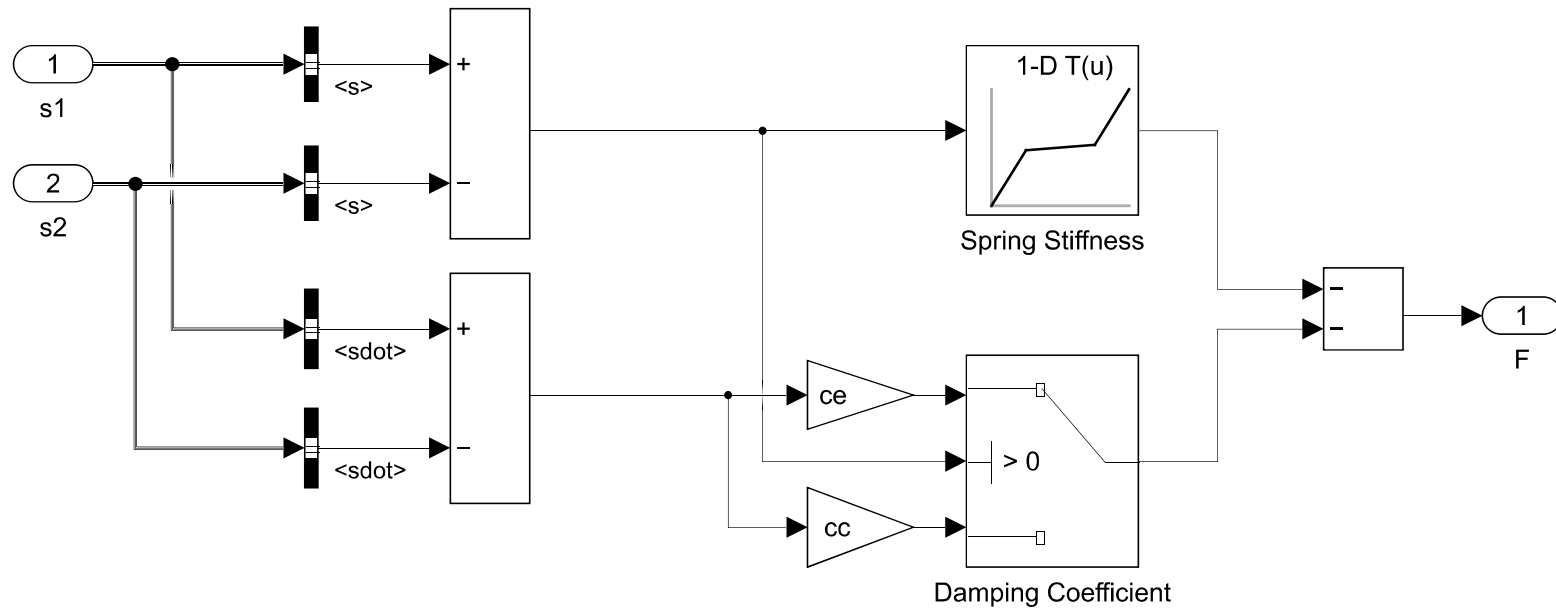 1
s1
<s>
+
2
s2
<s>
−
<sdot>
+
<sdot>
−
1-D T(u)
Spring Stiffness
ce
> 0
cc
Damping Coefficient
−
−
1
F